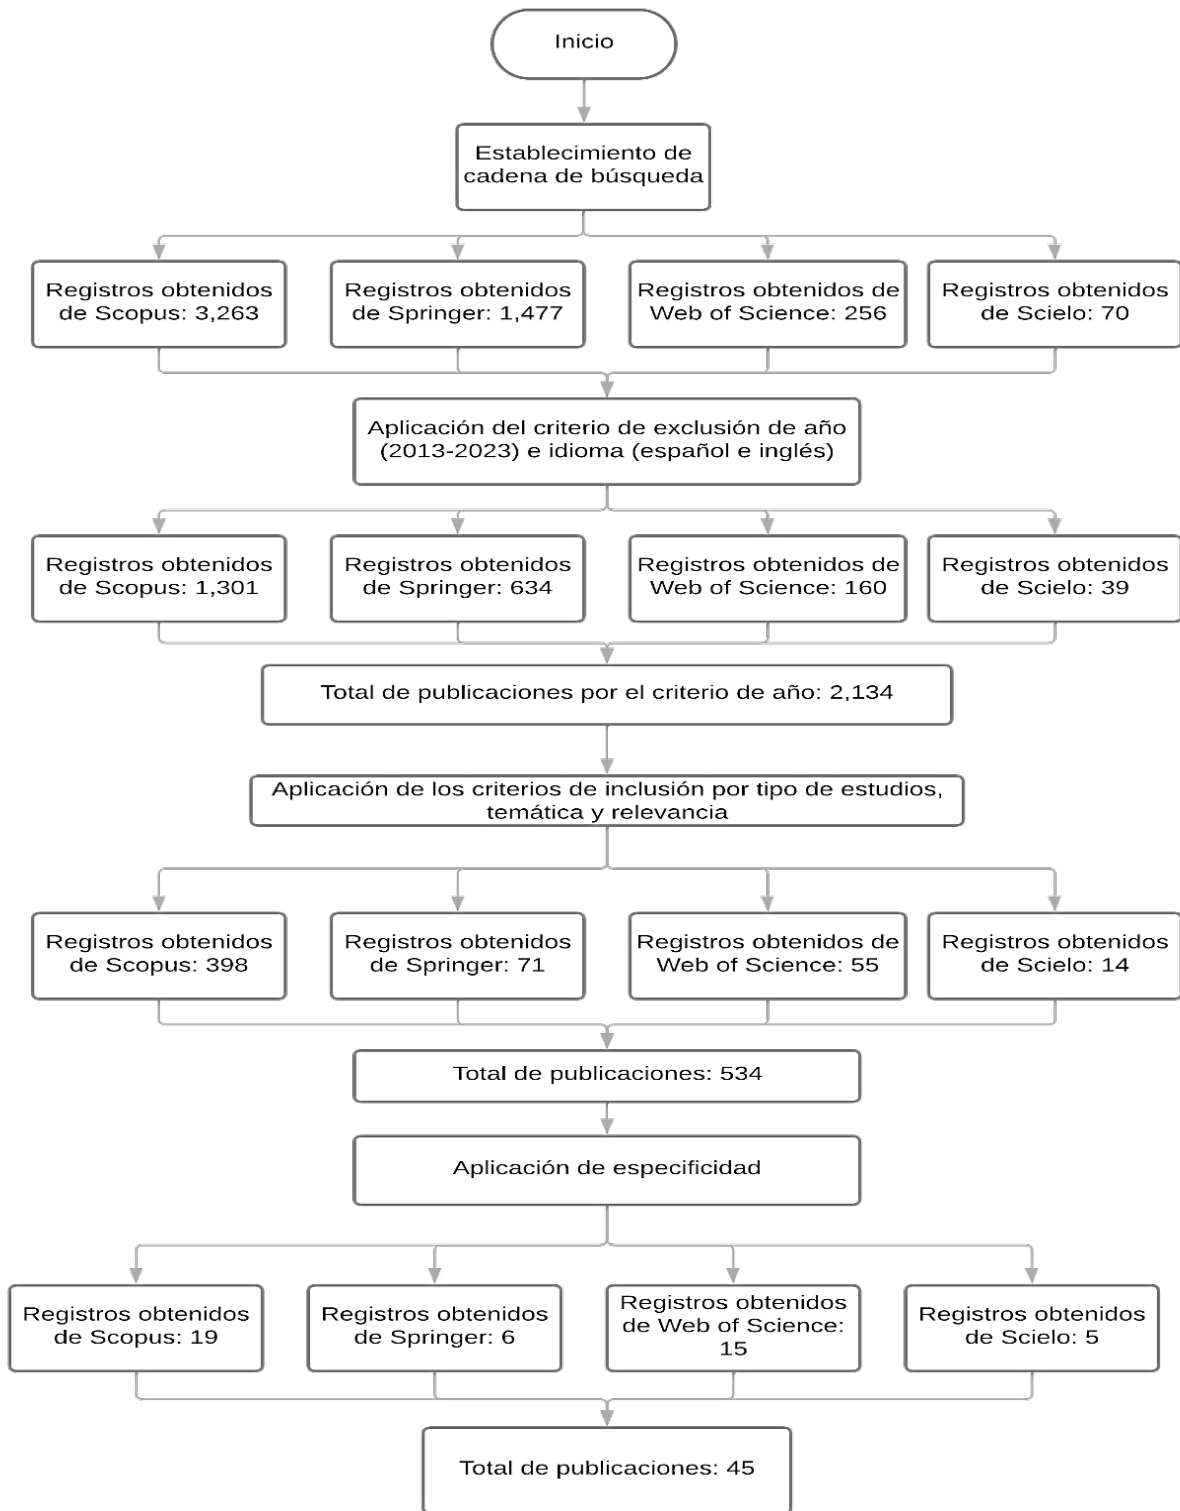 Inicio
Establecimiento de
cadena de búsqueda
Registros obtenidos
de Scopus: 3,263
Registros obtenidos
de Springer: 1,477
Registros obtenidos de
Web of Science: 256
Registros obtenidos
de Scielo: 70
Aplicación del criterio de exclusión de año
(2013-2023) e idioma (español e inglés)
Registros obtenidos
de Scopus: 1,301
Registros obtenidos
de Springer: 634
Registros obtenidos de
Web of Science: 160
Registros obtenidos
de Scielo: 39
Total de publicaciones por el criterio de año: 2,134
Aplicación de los criterios de inclusión por tipo de estudios,
temática y relevancia
Registros obtenidos
de Scopus: 398
Registros obtenidos
de Springer: 71
Registros obtenidos de
Web of Science: 55
Registros obtenidos
de Scielo: 14
Total de publicaciones: 534
Aplicación de especificidad
Registros obtenidos
de Scopus: 19
Registros obtenidos
de Springer: 6
Registros obtenidos
de Web of Science:
15
Registros obtenidos
de Scielo: 5
Total de publicaciones: 45